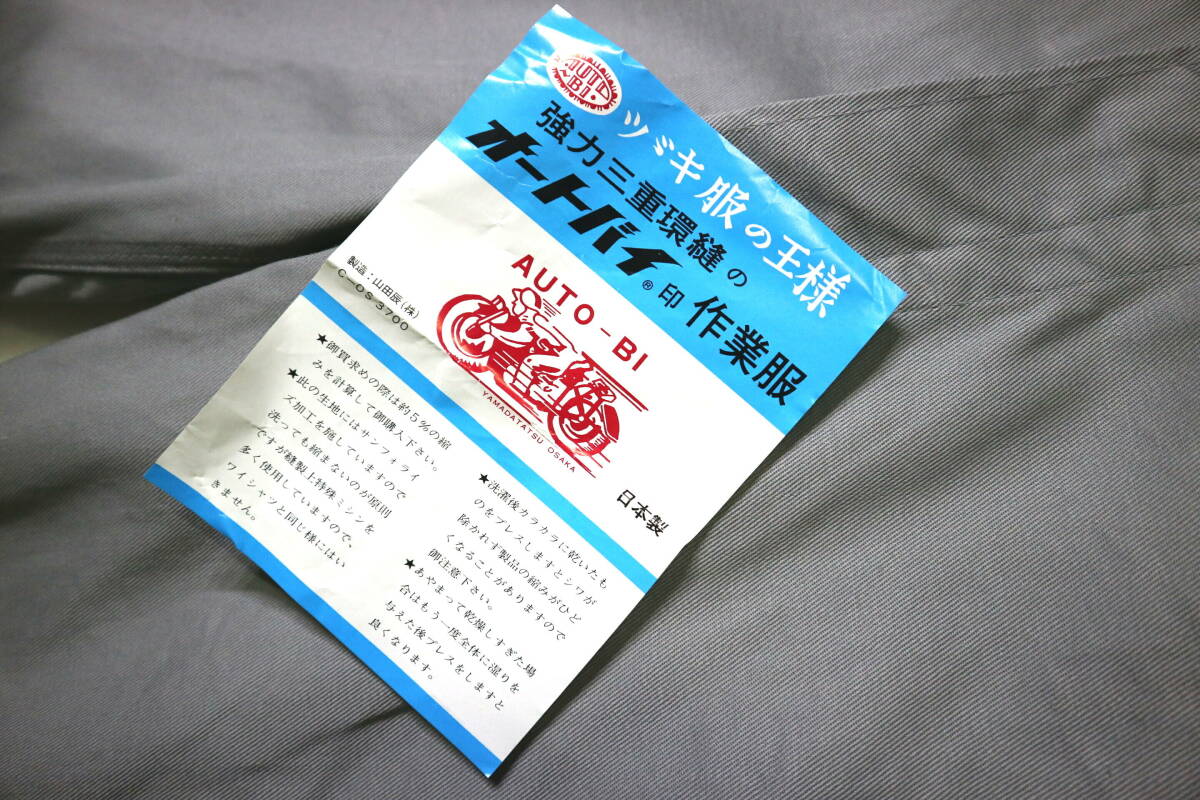 AUTO
BI.
ツバキ服の王様
強力三重環縫の
オートバイ®印 作業服
AUTO-BI
YAMADATATSU OSAKA
製造：山田辰(株)
C-OS-3700
日本製
★御買求めの際は約5％の縮
みを計算して御購入下さい。
★此の生地にはサンフォライ
ズ加工を施していますので
洗っても縮まないのが原則
ですが縫製上特殊ミシンを
多く使用していますので、
ワイシャツと同じ様にはい
きません。
★洗濯後カラカラに乾いたも
のをプレスしますとシワが
除かれず製品の縮みがひど
くなることがありますので
御注意下さい。
★あやまって乾燥しすぎた場
合はもう一度全体に湿りを
与えた後プレスをしますと
良くなります。